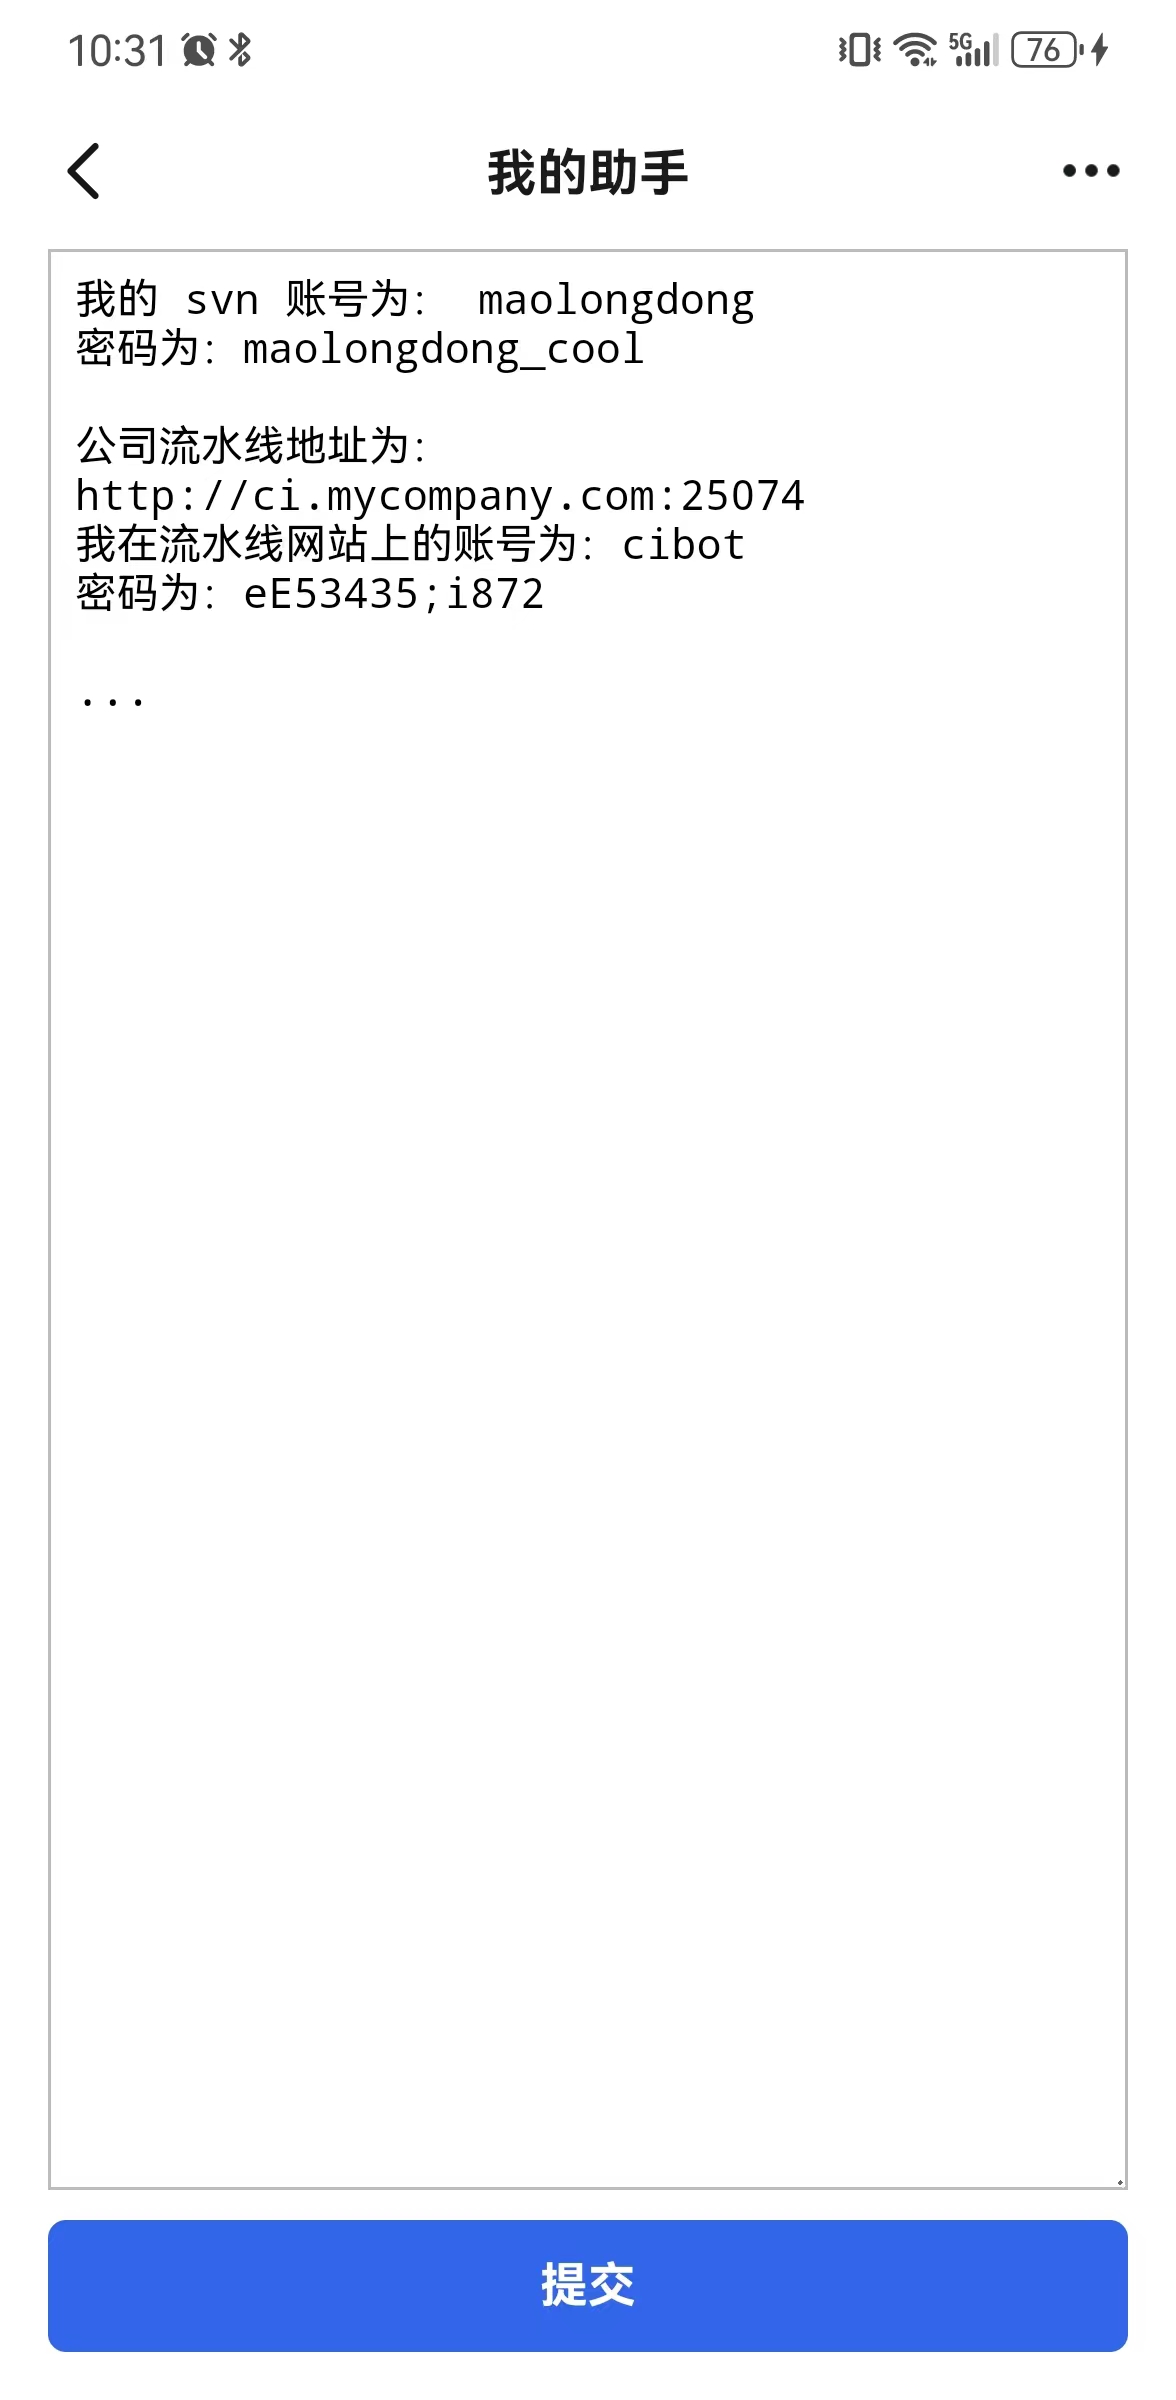 10:31
5G
76
我的助手
我的 svn 账号为： maolongdong
密码为：maolongdong_cool
公司流水线地址为：
http://ci.mycompany.com:25074
我在流水线网站上的账号为：cibot
密码为：eE53435;i872
...
提交